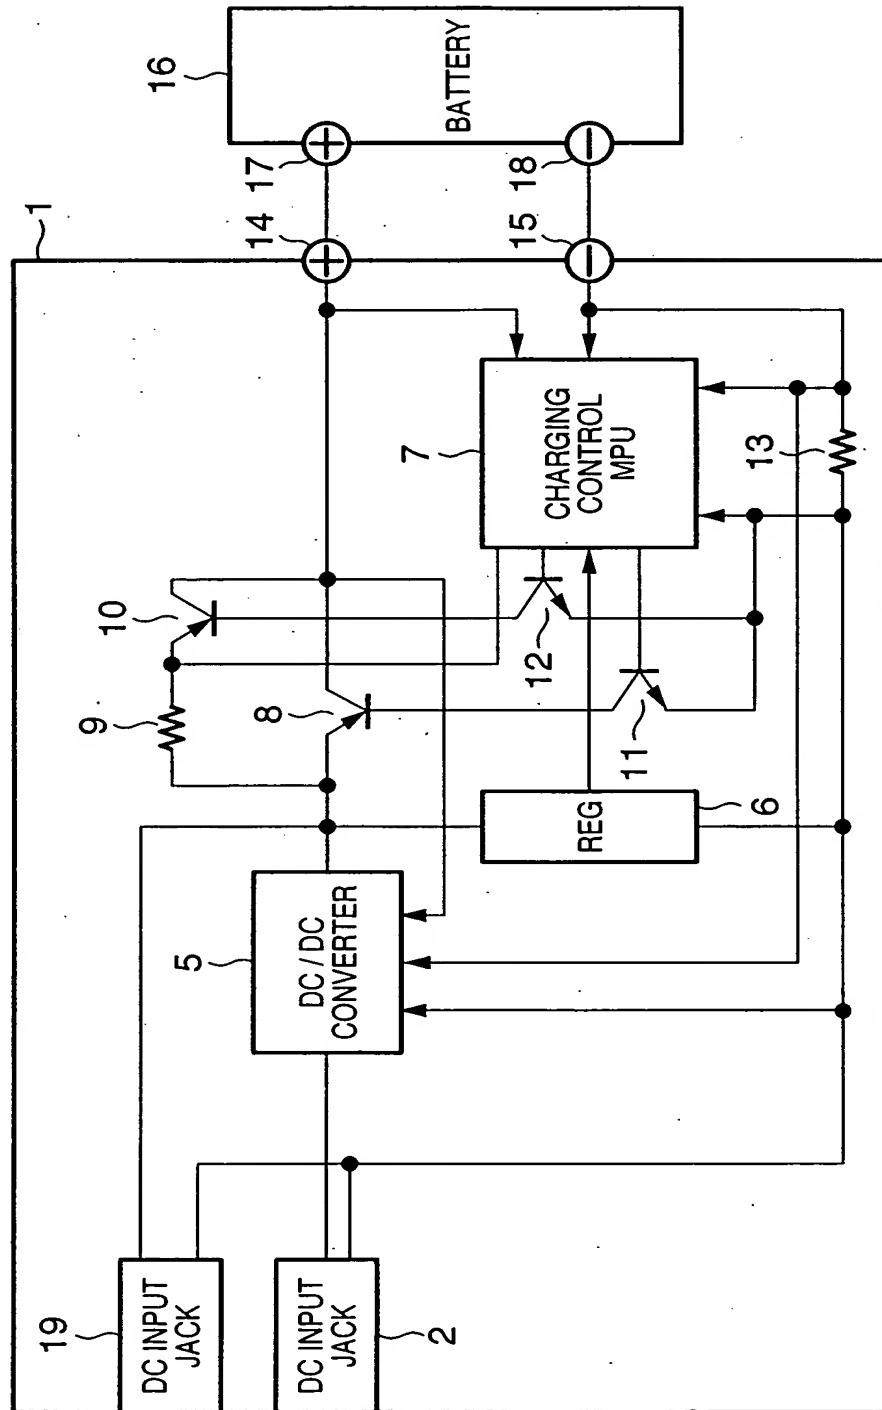 1
19
DC INPUT
JACK
DC INPUT
JACK
2
5
DC/DC
CONVERTER
9
10
8
11
12
REG
6
7
CHARGING
CONTROL
MPU
13
14
15
17
18
16
BATTERY